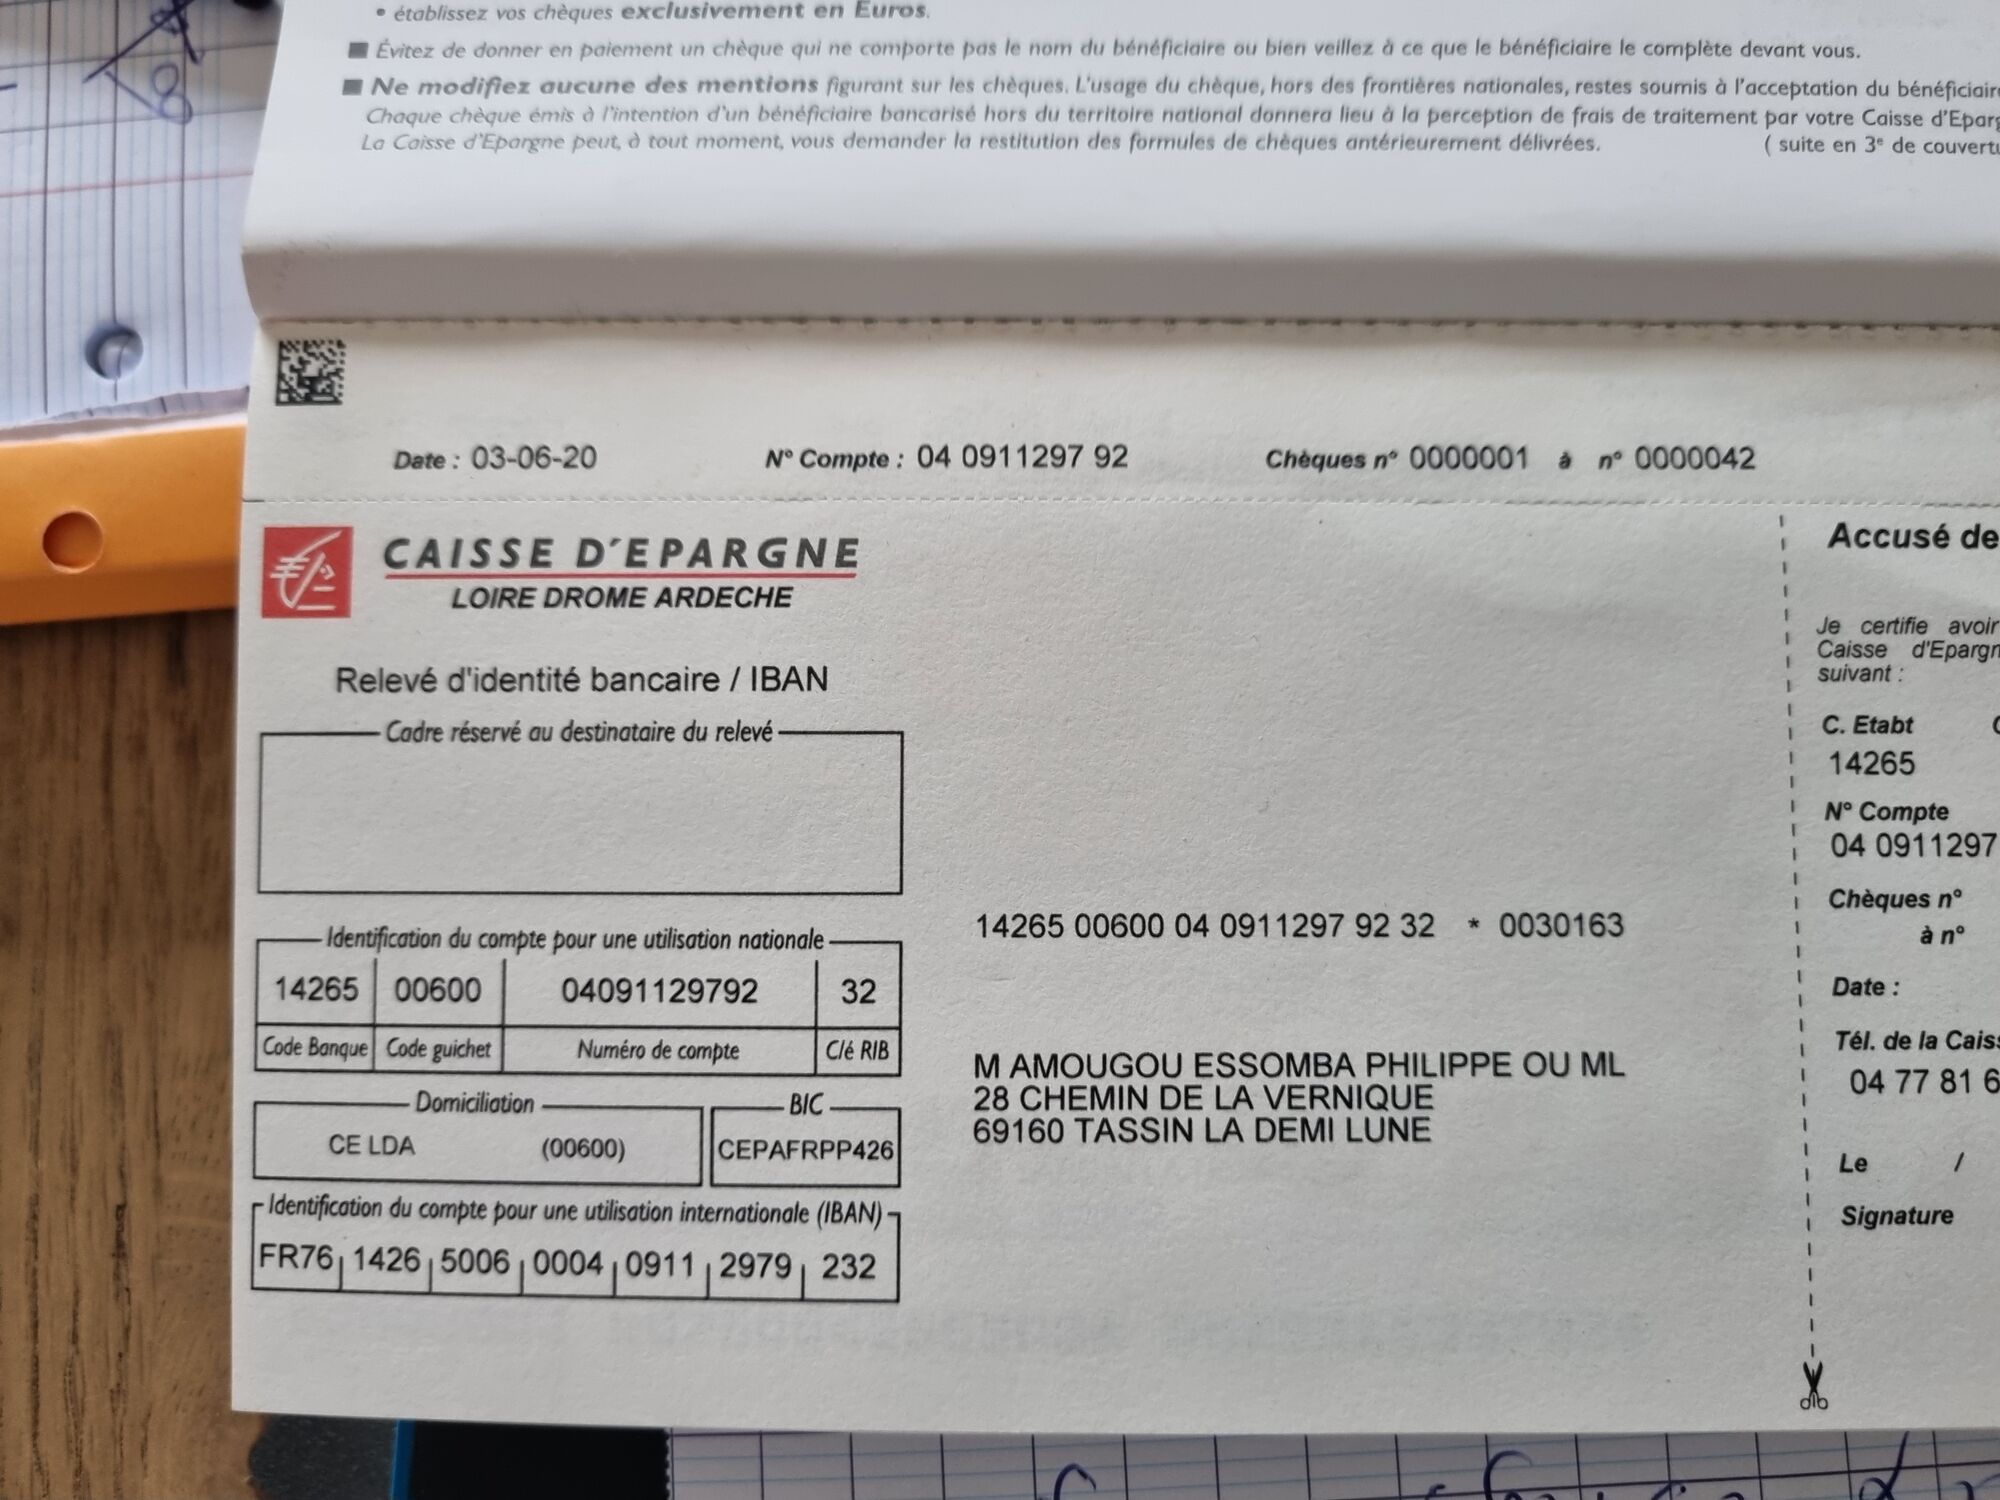 • établissez vos chèques exclusivement en Euros.
■ Évitez de donner en paiement un chèque qui ne comporte pas le nom du bénéficiaire ou bien veillez à ce que le bénéficiaire le complète devant vous.
■ Ne modifiez aucune des mentions figurant sur les chèques. L'usage du chèque, hors des frontières nationales, restes soumis à l'acceptation du bénéficiaire
Chaque chèque émis à l'intention d'un bénéficiaire bancarisé hors du territoire national donnera lieu à la perception de frais de traitement par votre Caisse d'Eparg
La Caisse d'Epargne peut, à tout moment, vous demander la restitution des formules de chèques antérieurement délivrées. ( suite en 3e de couvertu
Date : 03-06-20 N° Compte : 04 0911297 92 Chèques n° 0000001 à n° 0000042
CAISSE D'EPARGNE
LOIRE DROME ARDECHE
Relevé d'identité bancaire / IBAN
Cadre réservé au destinataire du relevé
Identification du compte pour une utilisation nationale
14265 00600 04091129792 32
Code Banque Code guichet Numéro de compte Clé RIB
Domiciliation BIC
CE LDA (00600) CEPAFRPP426
Identification du compte pour une utilisation internationale (IBAN)
FR76 1426 5006 0004 0911 2979 232
14265 00600 04 0911297 92 32 * 0030163
M AMOUGOU ESSOMBA PHILIPPE OU ML
28 CHEMIN DE LA VERNIQUE
69160 TASSIN LA DEMI LUNE
Accusé de
Je certifie avoir
Caisse d'Epargn
suivant :
C. Etabt
14265
N° Compte
04 0911297
Chèques n°
à n°
Date :
Tél. de la Caiss
04 77 81 6
Le /
Signature